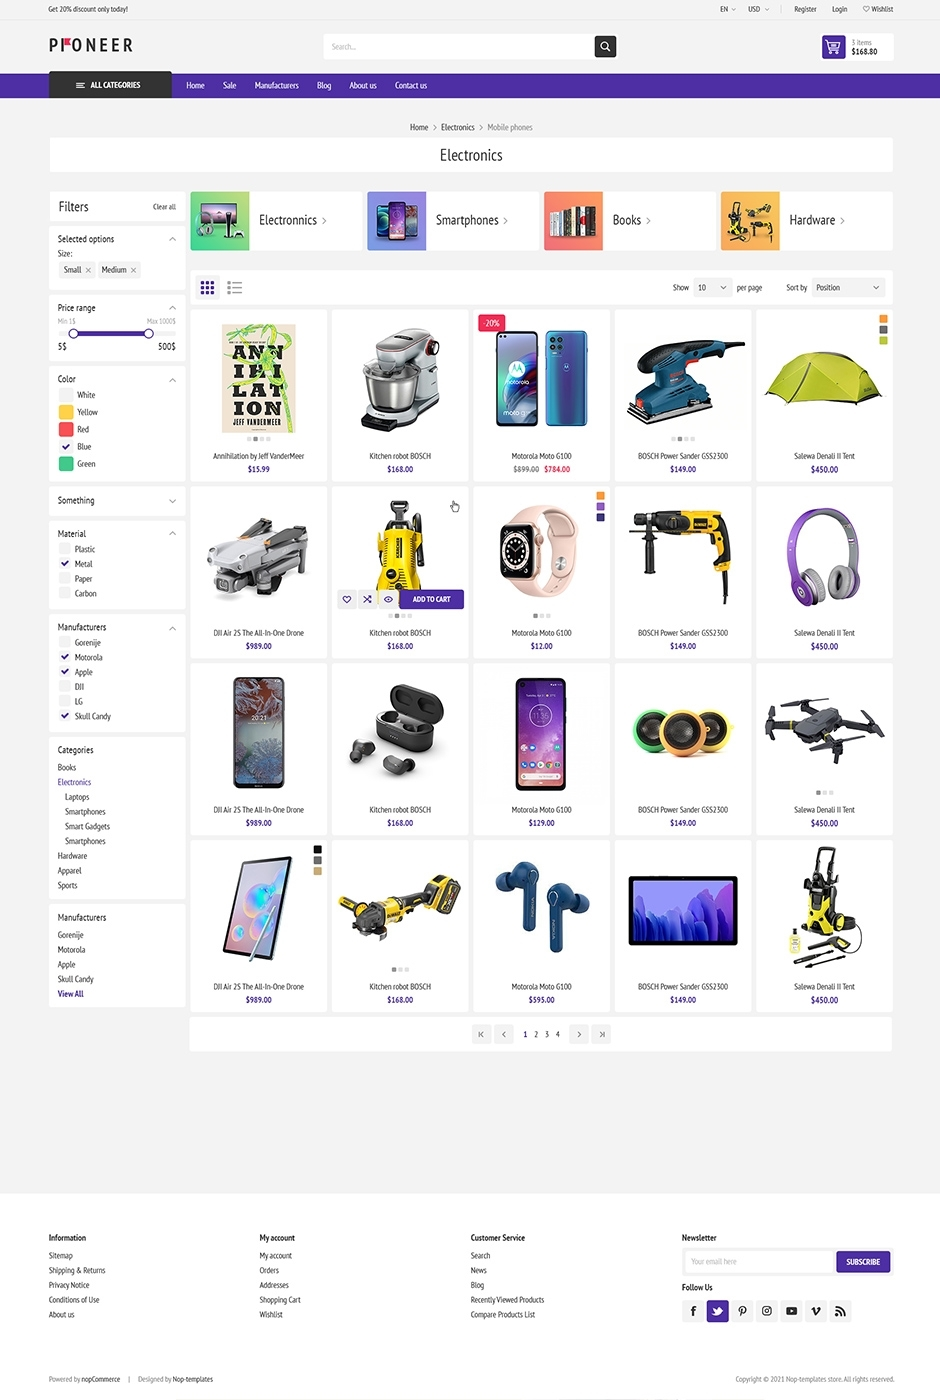 Get 20% discount only today!
EN USD Register Login Wishlist
PIONEER
Search...
3 items
$168.80
ALL CATEGORIES Home Sale Manufacturers Blog About us Contact us
Home > Electronics > Mobile phones
Electronics
Filters Clear all
Selected options
Size:
Small × Medium ×
Price range
Min 1$ Max 1000$
5$ 500$
Color
White
Yellow
Red
Blue
Green
Something
Material
Plastic
Metal
Paper
Carbon
Manufacturers
Gorenije
Motorola
Apple
DJI
LG
Skull Candy
Categories
Books
Electronics
Laptops
Smartphones
Smart Gadgets
Smartphones
Hardware
Apparel
Sports
Manufacturers
Gorenije
Motorola
Apple
Skull Candy
View All
Electronnics > Smartphones > Books > Hardware >
Show 10 per page Sort by Position
ANNIHILATION
JEFF VANDERMEER
-20%
motorola
moto g
Annihilation by Jeff VanderMeer
$15.99
Kitchen robot BOSCH
$168.00
Motorola Moto G100
$899.00 $784.00
BOSCH Power Sander GSS2300
$149.00
Salewa Denali II Tent
$450.00
KARCHER
ADD TO CART
DJI Air 2S The All-In-One Drone
$989.00
Kitchen robot BOSCH
$168.00
Motorola Moto G100
$12.00
BOSCH Power Sander GSS2300
$149.00
Salewa Denali II Tent
$450.00
20:21
11:36
DJI Air 2S The All-In-One Drone
$989.00
Kitchen robot BOSCH
$168.00
Motorola Moto G100
$129.00
BOSCH Power Sander GSS2300
$149.00
Salewa Denali II Tent
$450.00
DEWALT
NOKIA
DJI Air 2S The All-In-One Drone
$989.00
Kitchen robot BOSCH
$168.00
Motorola Moto G100
$595.00
BOSCH Power Sander GSS2300
$149.00
Salewa Denali II Tent
$450.00
1 2 3 4
Information
Sitemap
Shipping & Returns
Privacy Notice
Conditions of Use
About us
My account
My account
Orders
Addresses
Shopping Cart
Wishlist
Customer Service
Search
News
Blog
Recently Viewed Products
Compare Products List
Newsletter
Your email here SUBSCRIBE
Follow Us
Powered by nopCommerce | Designed by Nop-templates
Copyright © 2021 Nop-templates store. All rights reserved.